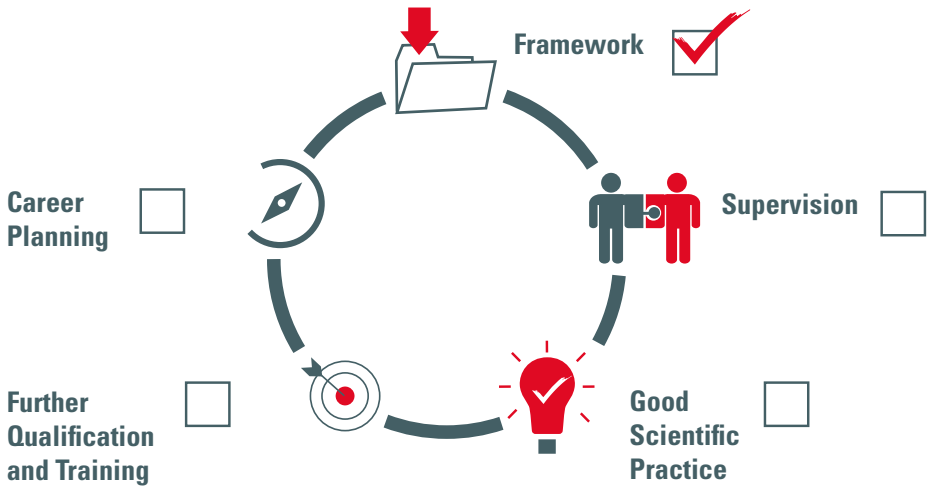 Framework
Supervision
Good
Scientific
Practice
Further
Qualification
and Training
Career
Planning